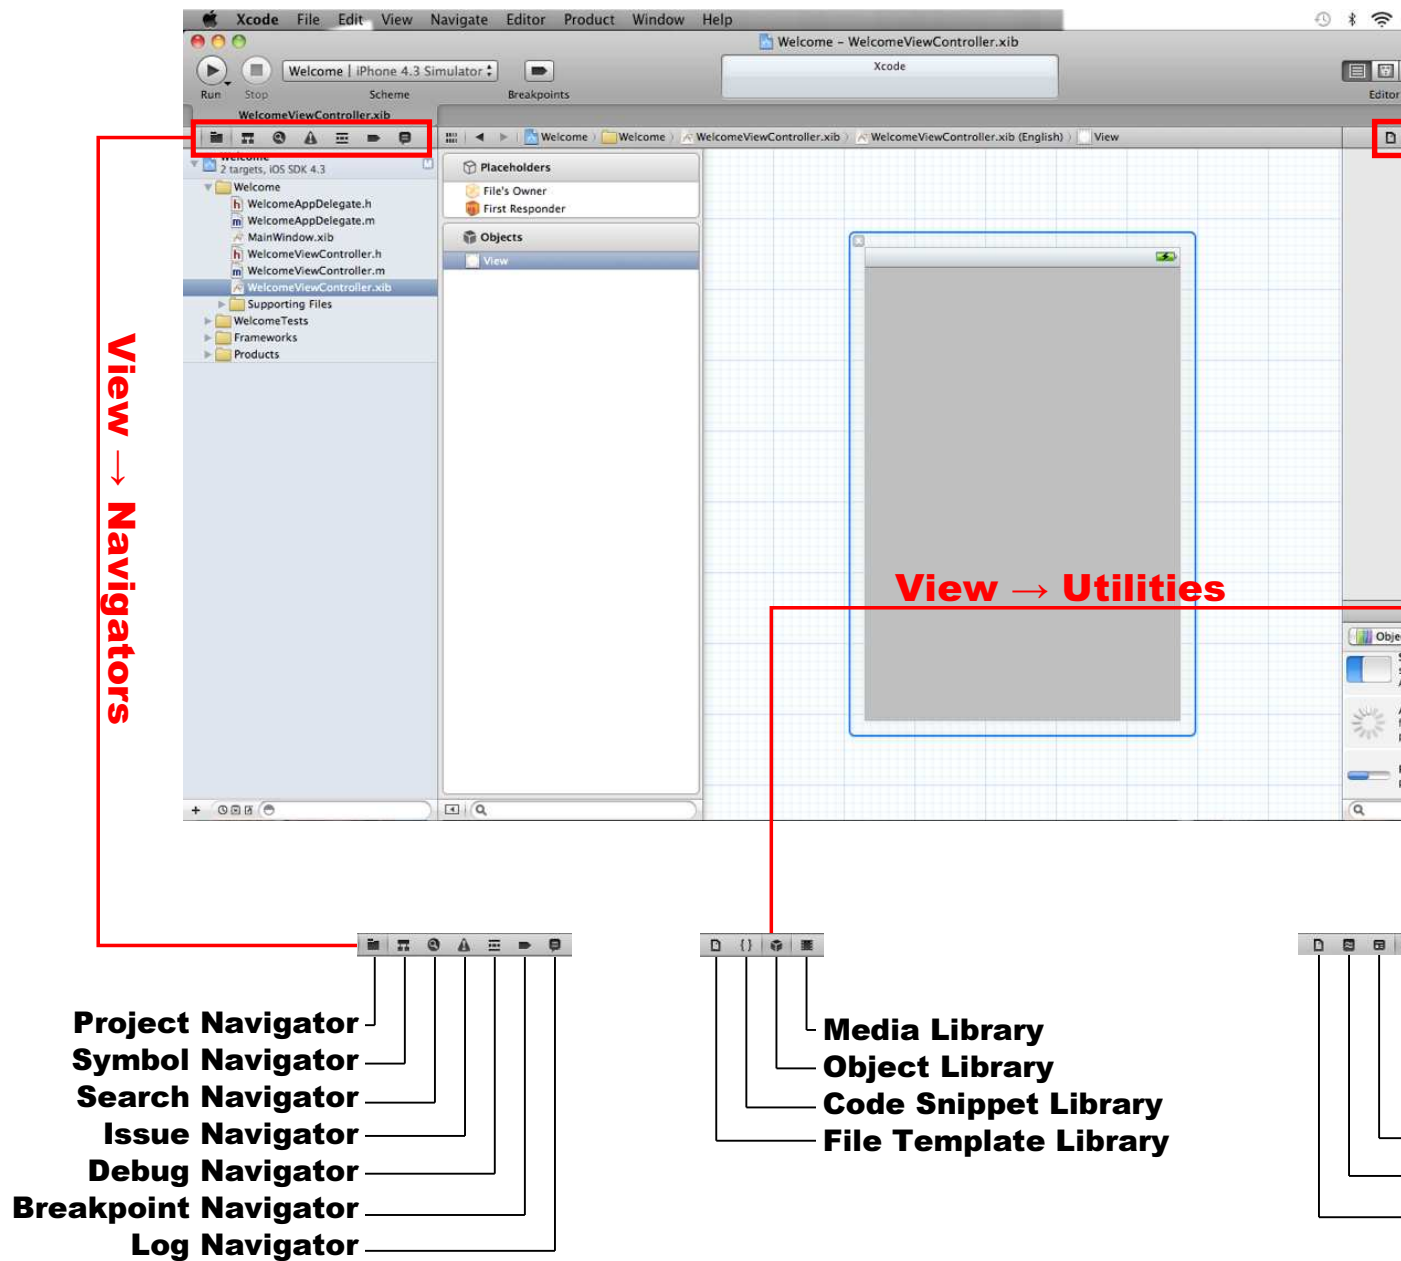 Xcode File Edit View Navigate Editor Product Window Help
Welcome – WelcomeViewController.xib
Welcome | iPhone 4.3 Simulator
Xcode
Run Stop Scheme Breakpoints Editor
WelcomeViewController.xib
Welcome Welcome WelcomeViewController.xib WelcomeViewController.xib (English) View
Welcome
2 targets, iOS SDK 4.3
Welcome
h WelcomeAppDelegate.h
m WelcomeAppDelegate.m
MainWindow.xib
h WelcomeViewController.h
m WelcomeViewController.m
WelcomeViewController.xib
Supporting Files
WelcomeTests
Frameworks
Products
Placeholders
File's Owner
First Responder
Objects
View
View → Navigators
View → Utilities
Obje
Project Navigator
Symbol Navigator
Search Navigator
Issue Navigator
Debug Navigator
Breakpoint Navigator
Log Navigator
Media Library
Object Library
Code Snippet Library
File Template Library